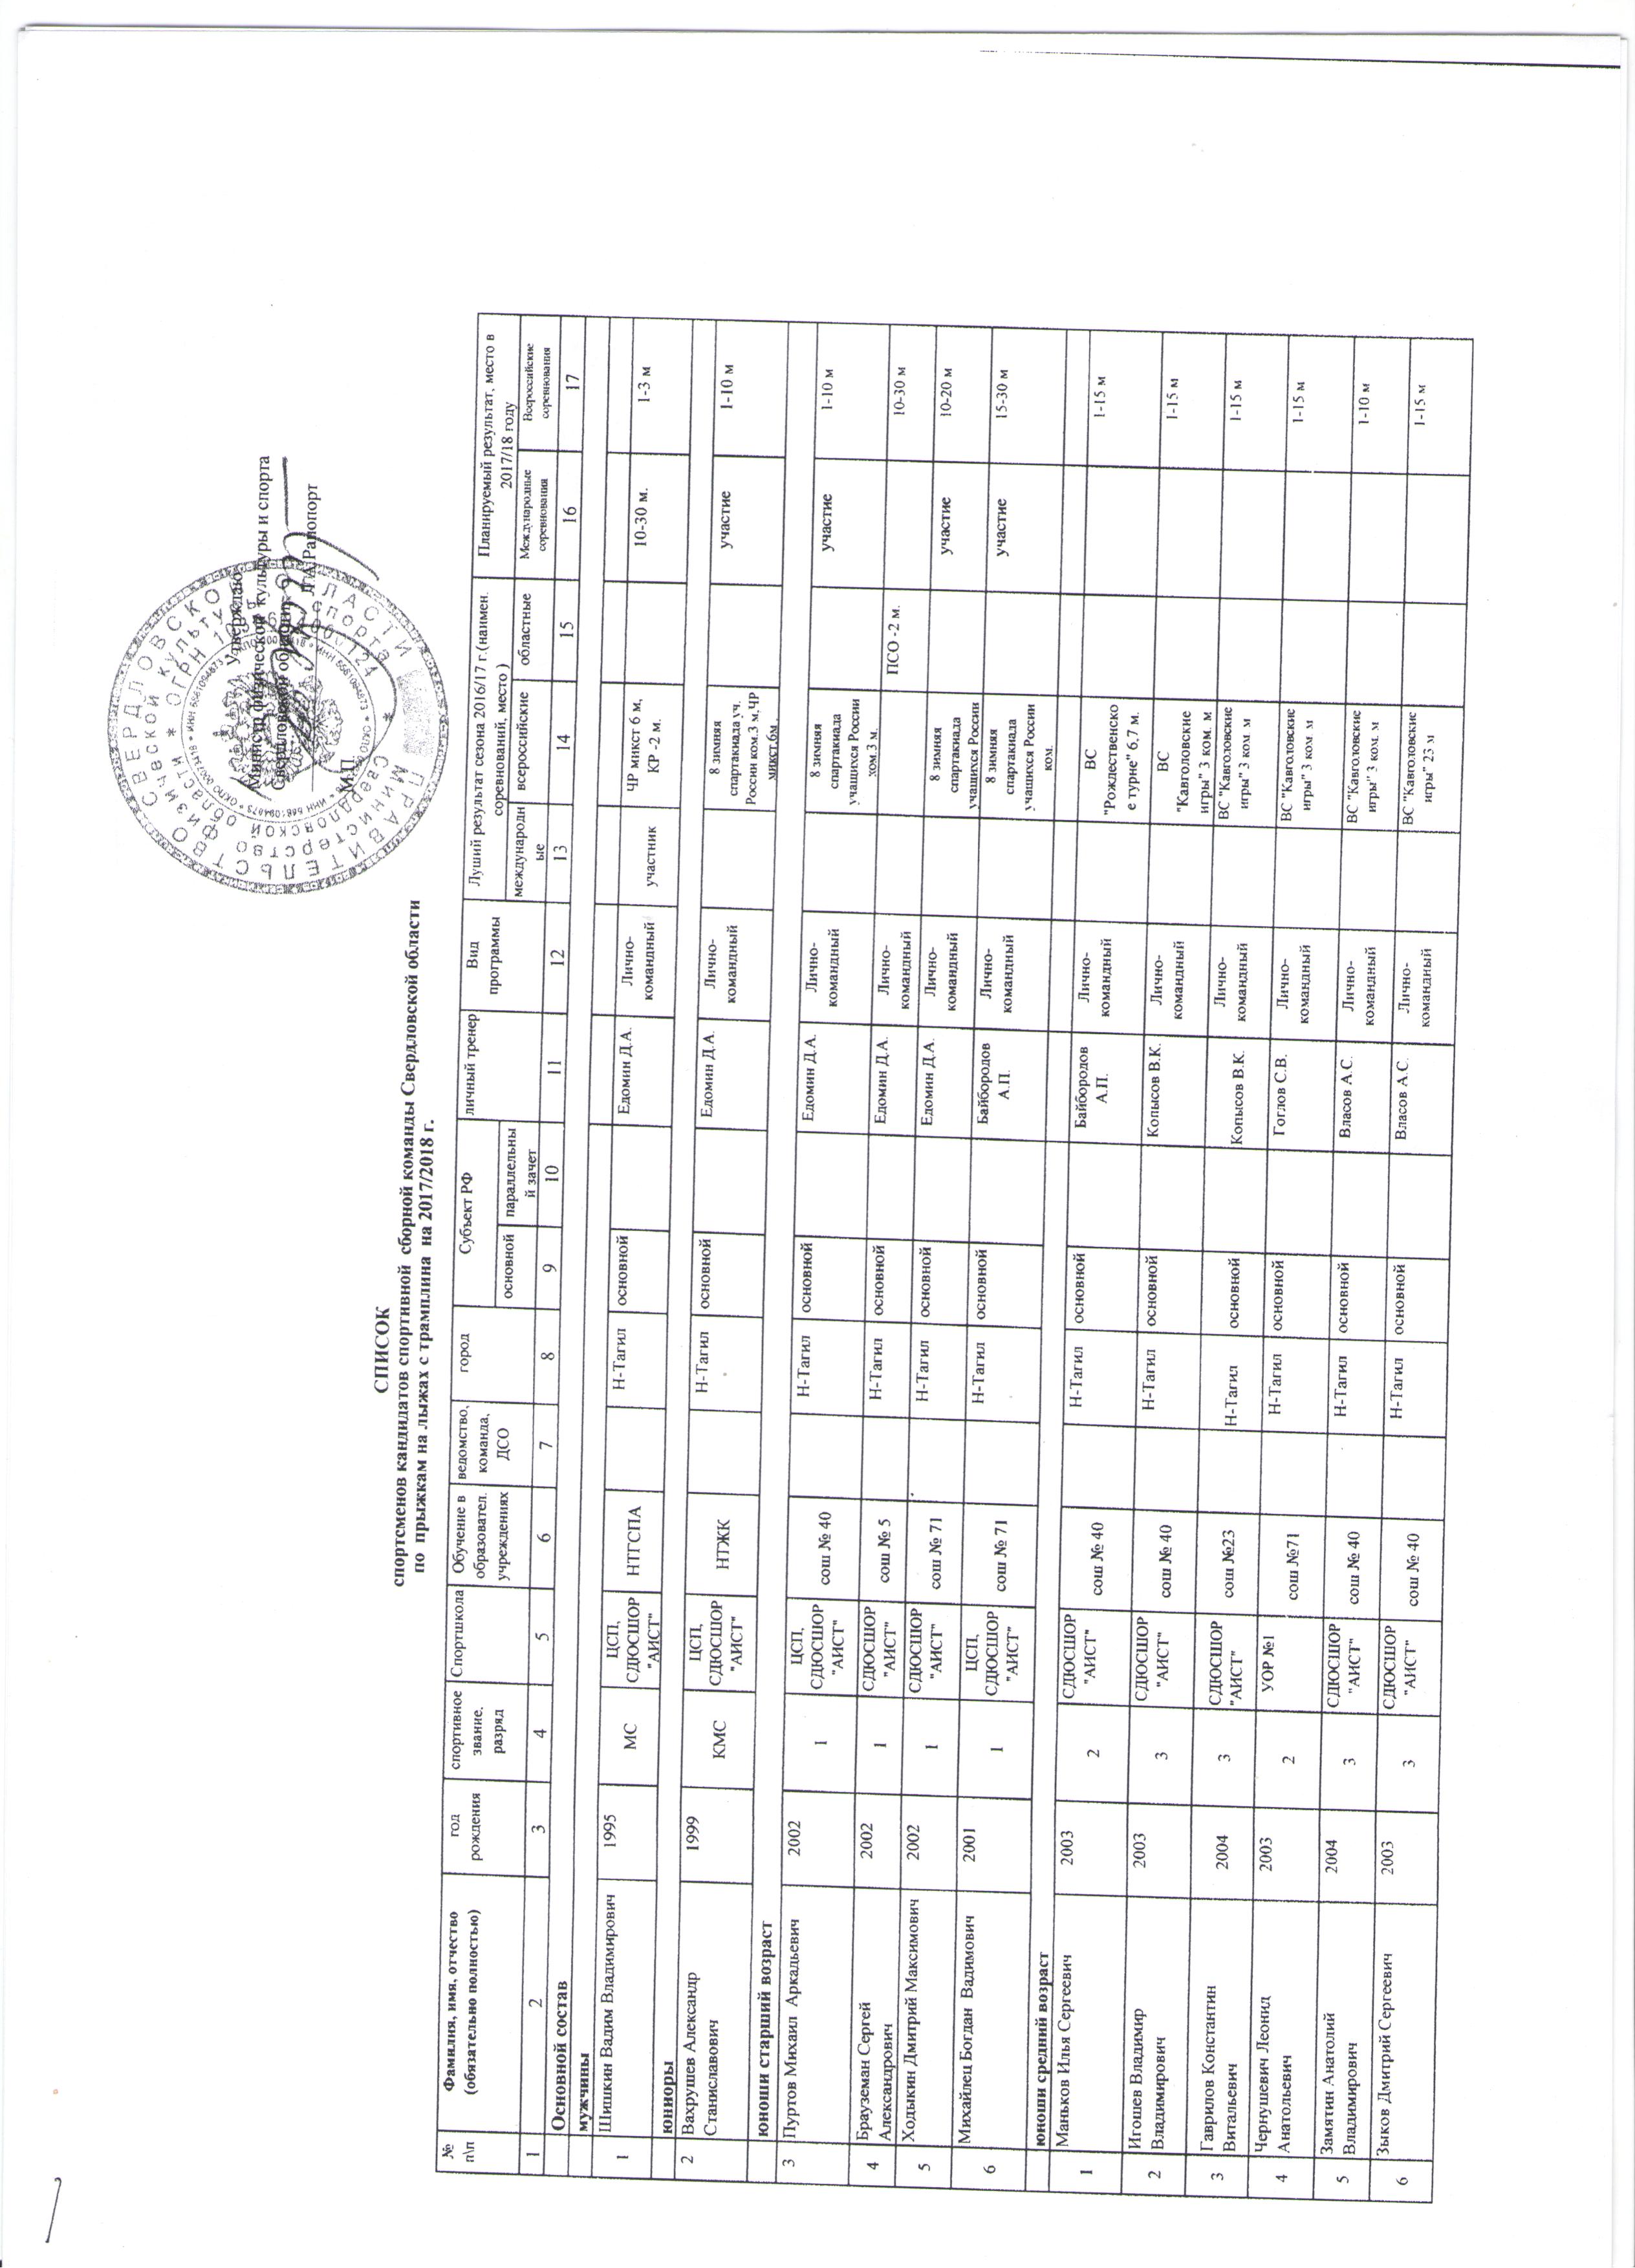 ПРАВИТЕЛЬСТВО СВЕРДЛОВСКОЙ ОБЛАСТИ
Министерство физической культуры и спорта
Свердловской области * ОГРН
Утверждаю
Министр физической культуры и спорта
Свердловской области
Л.А.Рапопорт
М.П.
СПИСОК
спортсменов кандидатов спортивной сборной команды Свердловской области
по прыжкам на лыжах с трамплина на 2017/2018 г.
№ п\п Фамилия, имя, отчество (обязательно полностью) год рождения спортивное звание, разряд Спортшкола Обучение в образовател. учреждениях ведомство, команда, ДСО город Субъект РФ личный тренер Вид программы Луший результат сезона 2016/17 г.(наимен. соревнований, место ) Планируемый результат, место в 2017/18 году
основной параллельный зачет международные всероссийские областные Международные соревнования Всероссийские соревнования
1 2 3 4 5 6 7 8 9 10 11 12 13 14 15 16 17
Основной состав
мужчины
1 Шишкин Вадим Владимирович 1995 МС ЦСП, СДЮСШОР "АИСТ" НТГСПА Н-Тагил основной Едомин Д.А. Лично-командный участник ЧР микст 6 м, КР -2 м. 10-30 м. 1-3 м
юниоры
2 Вахрушев Александр Станиславович 1999 КМС ЦСП, СДЮСШОР "АИСТ" НТЖК Н-Тагил основной Едомин Д.А. Лично-командный 8 зимняя спартакиада уч. России ком.3 м,ЧР микст,6м . участие 1-10 м
юноши старший возраст
3 Пуртов Михаил Аркадьевич 2002 1 ЦСП, СДЮСШОР "АИСТ" сош № 40 Н-Тагил основной Едомин Д.А. Лично-командный 8 зимняя спартакиада учащихся России ком.3 м. участие 1-10 м
4 Брауземан Сергей Александрович 2002 1 СДЮСШОР "АИСТ" сош № 5 Н-Тагил основной Едомин Д.А. Лично-командный ПСО -2 м. 10-30 м
5 Ходыкин Дмитрий Максимович 2002 1 СДЮСШОР "АИСТ" сош № 71 Н-Тагил основной Едомин Д.А. Лично-командный 8 зимняя спартакиада учащихся России участие 10-20 м
6 Михайлец Богдан Вадимович 2001 1 ЦСП, СДЮСШОР "АИСТ" сош № 71 Н-Тагил основной Байбородов А.П. Лично-командный 8 зимняя спартакиада учащихся России ком. участие 15-30 м
юноши средний возраст
1 Маньков Илья Сергеевич 2003 2 СДЮСШОР "АИСТ" сош № 40 Н-Тагил основной Байбородов А.П. Лично-командный ВС "Рождественское турне" 6,7 м. 1-15 м
2 Игошев Владимир Владимирович 2003 3 СДЮСШОР "АИСТ" сош № 40 Н-Тагил основной Копысов В.К. Лично-командный ВС "Кавголовские игры" 3 ком. м 1-15 м
3 Гаврилов Константин Витальевич 2004 3 СДЮСШОР "АИСТ" сош №23 Н-Тагил основной Копысов В.К. Лично-командный ВС "Кавголовские игры" 3 ком. м 1-15 м
4 Чернушевич Леонид Анатольевич 2003 2 УОР №1 сош №71 Н-Тагил основной Гоглов С.В. Лично-командный ВС "Кавголовские игры" 3 ком. м 1-15 м
5 Замятин Анатолий Владимирович 2004 3 СДЮСШОР "АИСТ" сош № 40 Н-Тагил основной Власов А.С. Лично-командный ВС "Кавголовские игры" 3 ком. м 1-10 м
6 Зыков Дмитрий Сергеевич 2003 3 СДЮСШОР "АИСТ" сош № 40 Н-Тагил основной Власов А.С. Лично-командный ВС "Кавголовские игры" 23 м 1-15 м